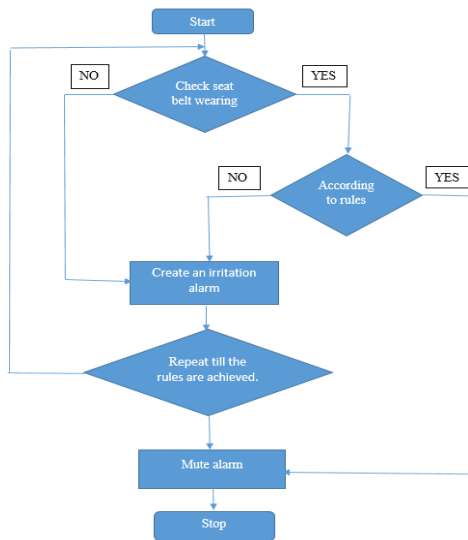 Start
NO
YES
Check seat
belt wearing
NO
According
to rules
YES
Create an irritation
alarm
Repeat till the
rules are achieved.
Mute alarm
Stop